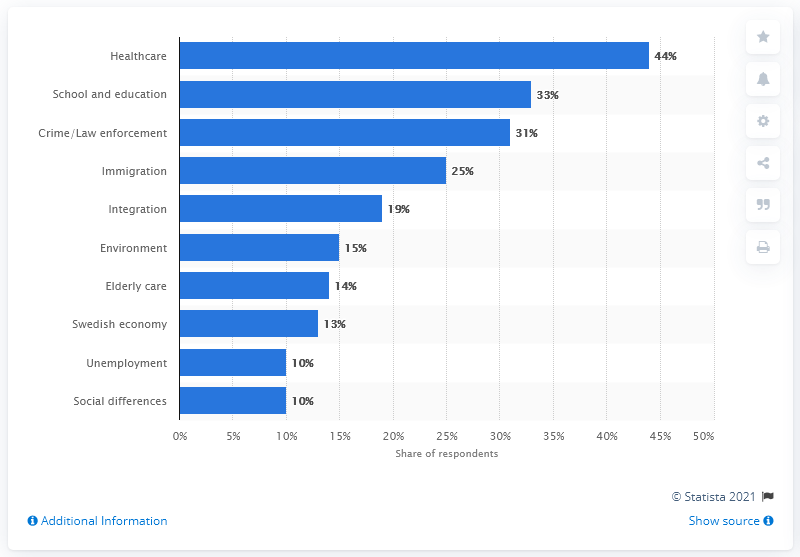 Healthcare 44%
School and education 33%
Crime/Law enforcement 31%
Immigration 25%
Integration 19%
Environment 15%
Elderly care 14%
Swedish economy 13%
Unemployment 10%
Social differences 10%
0% 5% 10% 15% 20% 25% 30% 35% 40% 45% 50%
Share of respondents
© Statista 2021
Additional Information Show source